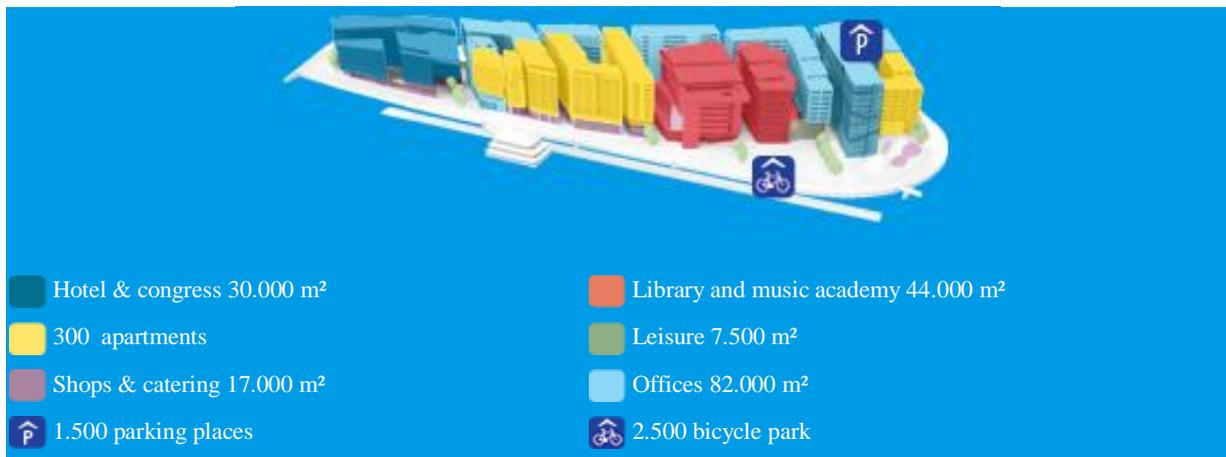 P
Hotel & congress 30.000 m²
Library and music academy 44.000 m²
300 apartments
Leisure 7.500 m²
Shops & catering 17.000 m²
Offices 82.000 m²
P
1.500 parking places
2.500 bicycle park